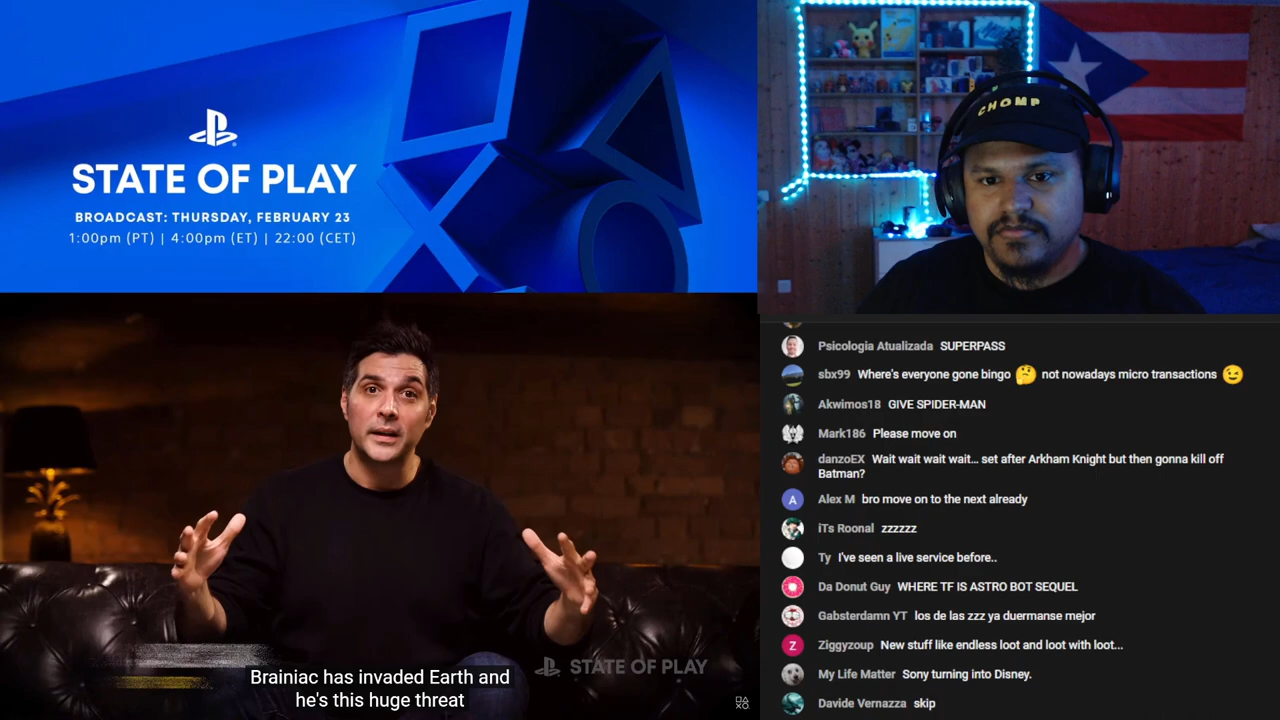 STATE OF PLAY
BROADCAST: THURSDAY, FEBRUARY 23
1:00pm (PT) | 4:00pm (ET) | 22:00 (CET)
CHOMP
Psicologia Atualizada SUPERPASS
sbx99 Where's everyone gone bingo 🤔 not nowadays micro transactions 😉
Akwimos18 GIVE SPIDER-MAN
Mark186 Please move on
danzoEX Wait wait wait wait... set after Arkham Knight but then gonna kill off
Batman?
A
Alex M bro move on to the next already
iTs Roonal zzzzzz
Ty I've seen a live service before..
Da Donut Guy WHERE TF IS ASTRO BOT SEQUEL
Gabsterdamn YT los de las zzz ya duermanse mejor
Z
Ziggyzoup New stuff like endless loot and loot with loot...
My Life Matter Sony turning into Disney.
Davide Vernazza skip
STATE OF PLAY
Brainiac has invaded Earth and
he's this huge threat